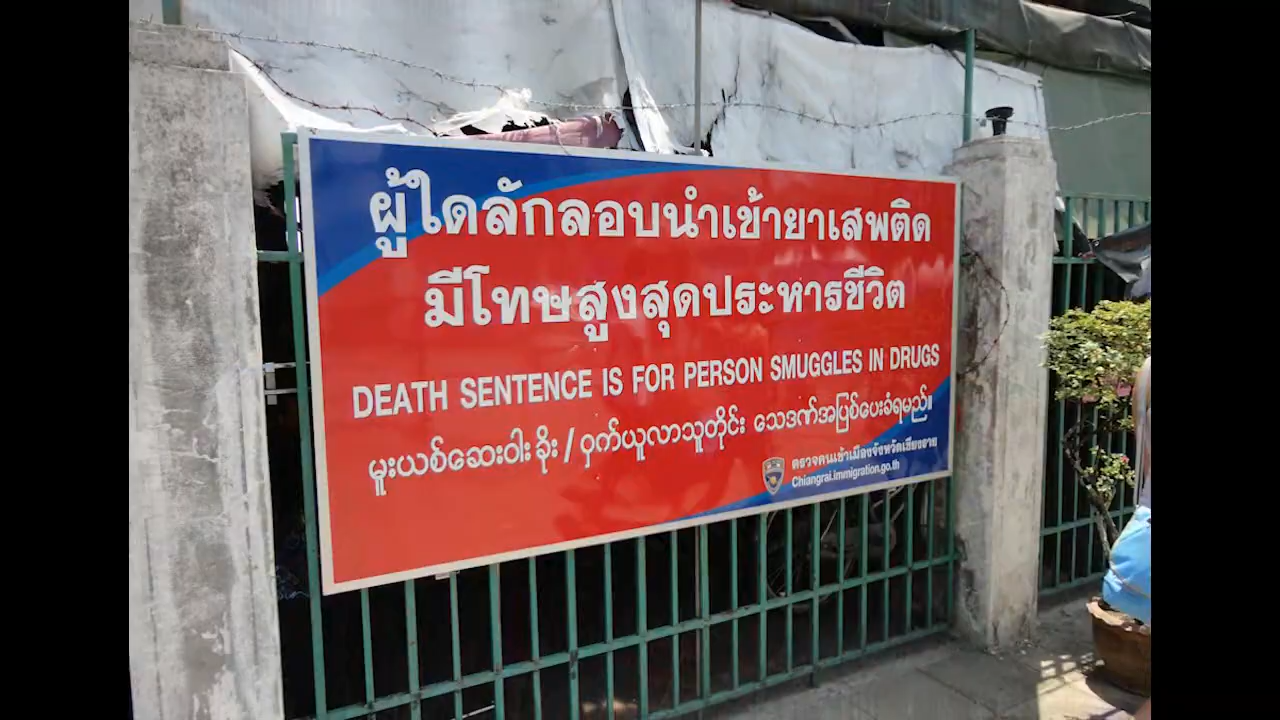 ผู้ใดลักลอบนำเข้ายาเสพติด
มีโทษสูงสุดประหารชีวิต
DEATH SENTENCE IS FOR PERSON SMUGGLES IN DRUGS
မူးယစ်ဆေးဝါး ခိုး / ဝှက်ယူလာသူတိုင်း သေဒဏ်အပြစ်ပေးခံရမည်။
ตรวจคนเข้าเมืองจังหวัดเชียงราย
Chiangrai.immigration.go.th